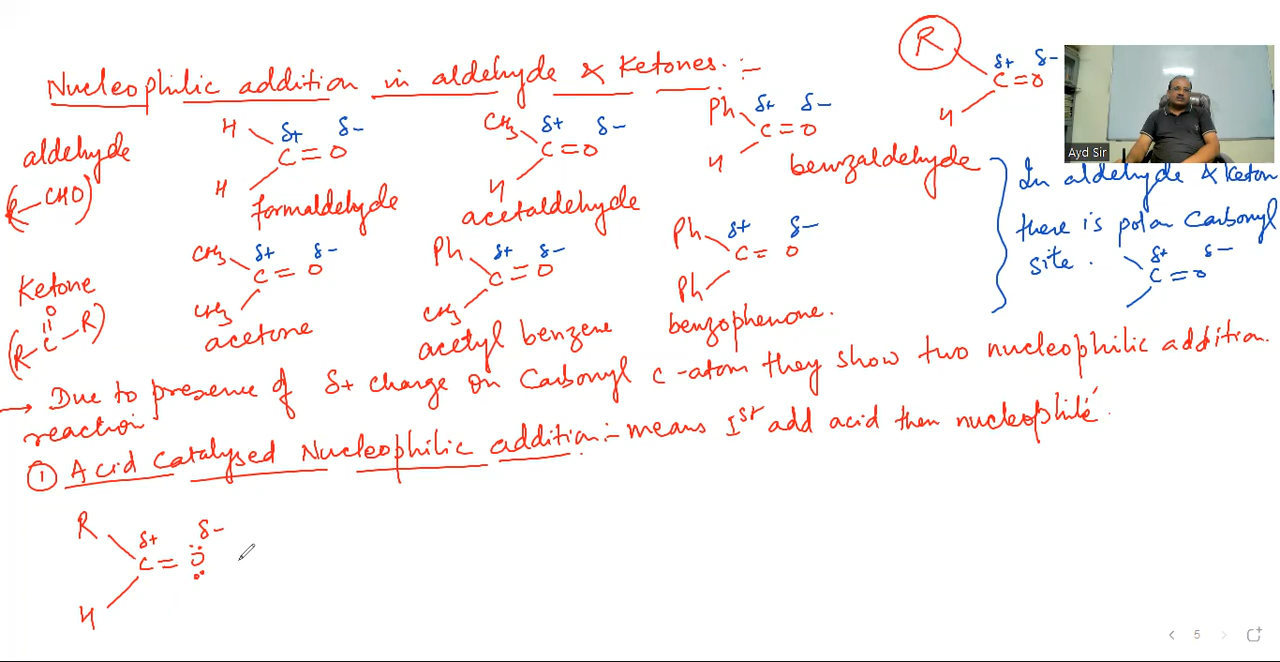 Nucleophilic addition in aldehyde & Ketones. :-
aldehyde
(R-CHO)
H
H
δ+ δ-
C=O
formaldehyde
CH3
H
δ+ δ-
C=O
acetaldehyde
Ph
H
δ+ δ-
C=O
benzaldehyde
R
H
δ+ δ-
C=O
Ayd Sir
Ketone
O
(R-C-R)
CH3
CH3
δ+ δ-
C=O
acetone
Ph
CH3
δ+ δ-
C=O
acetyl benzene
Ph
Ph
δ+ δ-
C=O
benzophenone.
In aldehyde & Keton
there is polar Carbonyl
site.
δ+ δ-
C=O
→ Due to presence of δ+ charge on Carbonyl C-atom they show two nucleophilic addition.
reaction
① Acid Catalysed Nucleophilic addition:- means Ist add acid then nucleophile.
R
H
δ+ δ-
C=O
5